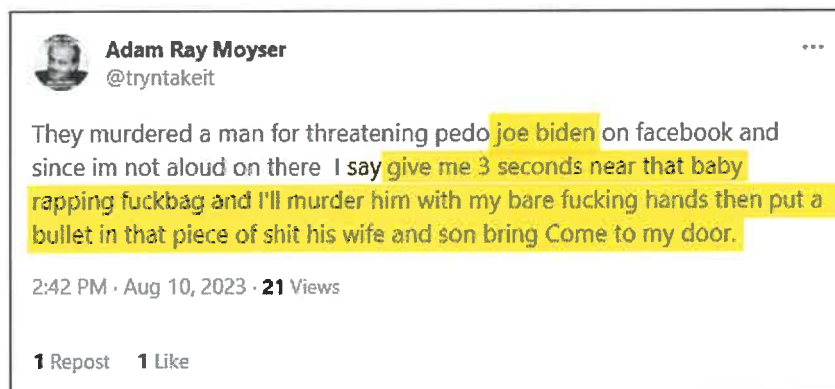 Adam Ray Moyser
@tryntakeit
They murdered a man for threatening pedo joe biden on facebook and
since im not aloud on there I say give me 3 seconds near that baby
rapping fuckbag and I'll murder him with my bare fucking hands then put a
bullet in that piece of shit his wife and son bring Come to my door.
2:42 PM · Aug 10, 2023 · 21 Views
1 Repost 1 Like